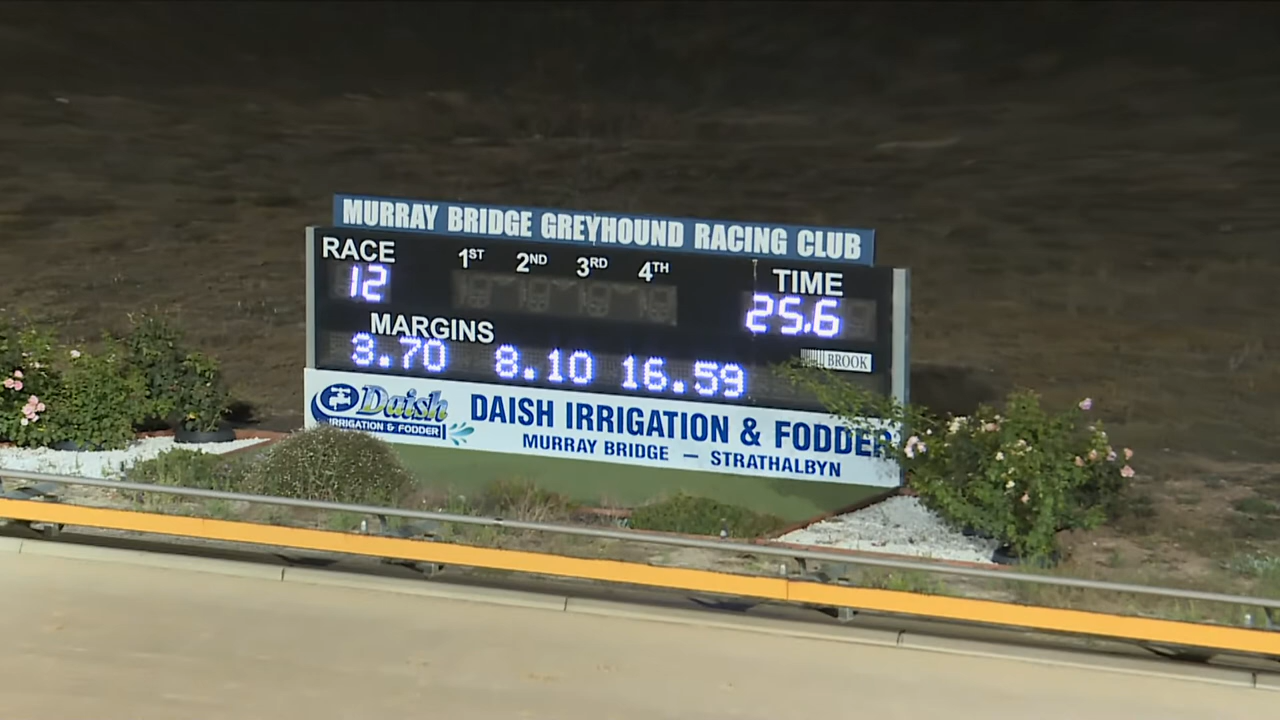 MURRAY BRIDGE GREYHOUND RACING CLUB
RACE 1ST 2ND 3RD 4TH TIME
12 25.6
MARGINS
3.70 8.10 16.59
BROOK
Daish
IRRIGATION & FODDER
DAISH IRRIGATION & FODDER
MURRAY BRIDGE — STRATHALBYN